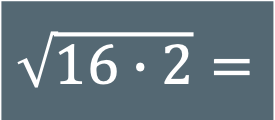 √16 · 2 =